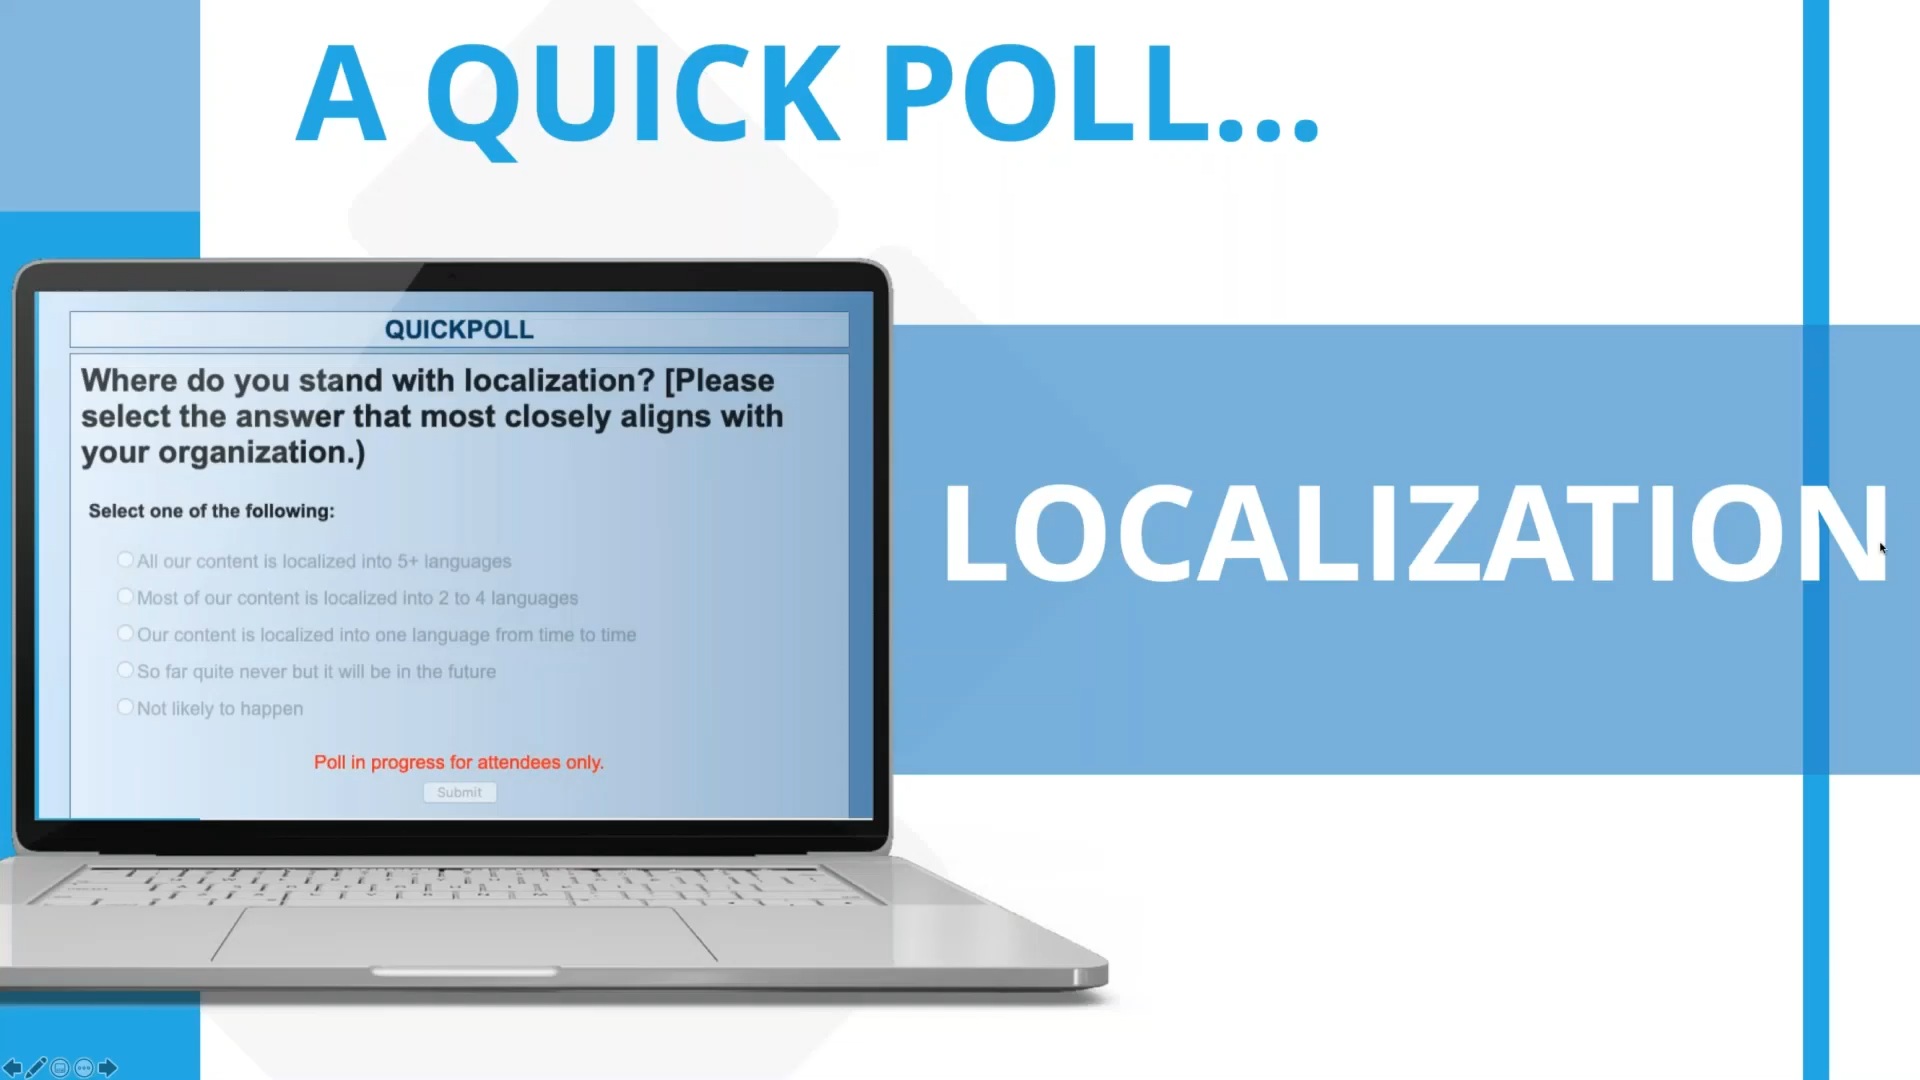 A QUICK POLL...
QUICKPOLL
Where do you stand with localization? [Please
select the answer that most closely aligns with
your organization.)
Select one of the following:
All our content is localized into 5+ languages
Most of our content is localized into 2 to 4 languages
Our content is localized into one language from time to time
So far quite never but it will be in the future
Not likely to happen
Poll in progress for attendees only.
Submit
LOCALIZATION